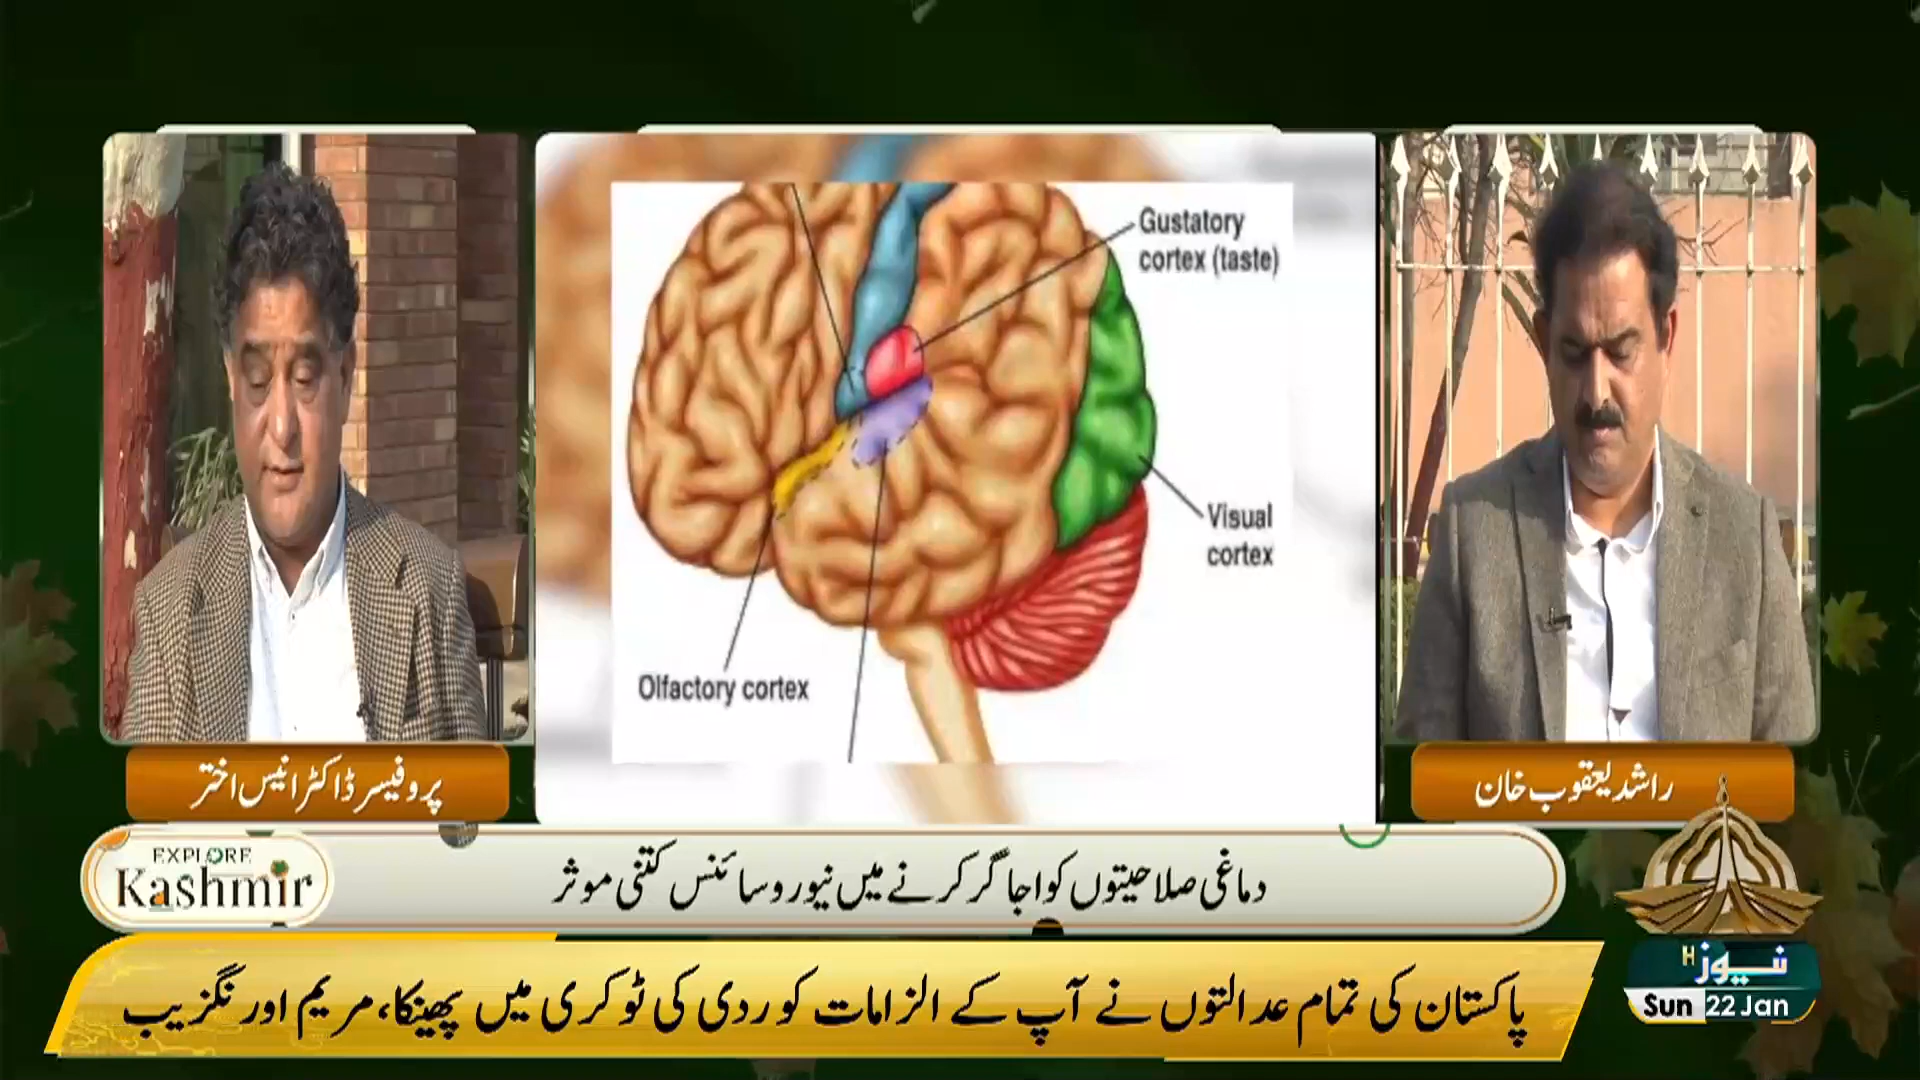 Gustatory
cortex (taste)
Visual
cortex
Olfactory cortex
پروفیسر ڈاکٹر انیس اختر
راشد یعقوب خان
EXPLORE
Kashmir
دماغی صلاحیتوں کو اجاگر کرنے میں نیورو سائنس کتنی موثر
پاکستان کی تمام عدالتوں نے آپ کے الزامات کو ردی کی ٹوکری میں پھینکا، مریم اورنگزیب
نیوز H
Sun 22 Jan